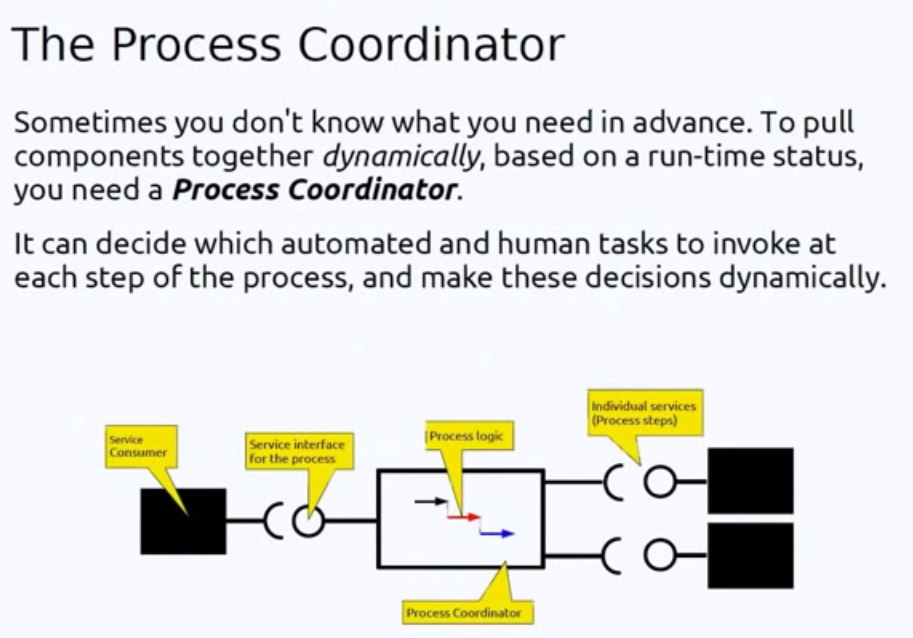 The Process Coordinator
Sometimes you don't know what you need in advance. To pull
components together dynamically, based on a run-time status,
you need a Process Coordinator.
It can decide which automated and human tasks to invoke at
each step of the process, and make these decisions dynamically.
Service
Consumer
Service interface
for the process
Process logic
Individual services
(Process steps)
Process Coordinator